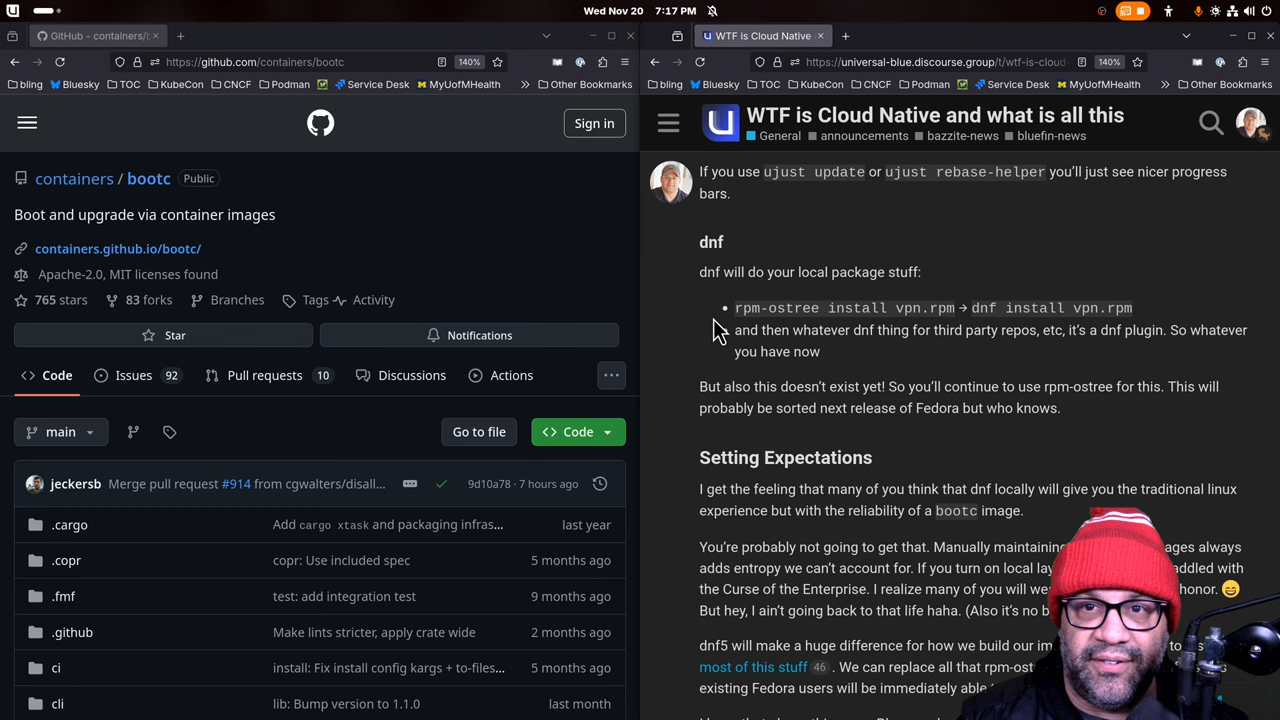 Wed Nov 20 7:17 PM
GitHub - containers/b
WTF is Cloud Native
https://github.com/containers/bootc
140%
https://universal-blue.discourse.group/t/wtf-is-cloud-
140%
bling Bluesky TOC KubeCon CNCF Podman Service Desk MyUofMHealth Other Bookmarks
bling Bluesky TOC KubeCon CNCF Podman Service Desk MyUofMHealth Other Bookmarks
Sign in
containers / bootc Public
Boot and upgrade via container images
containers.github.io/bootc/
Apache-2.0, MIT licenses found
765 stars 83 forks Branches Tags Activity
Star Notifications
Code Issues 92 Pull requests 10 Discussions Actions
main Go to file Code
jeckersb Merge pull request #914 from cgwalters/disall... 9d10a78 · 7 hours ago
.cargo Add cargo xtask and packaging infras... last year
.copr copr: Use included spec 5 months ago
.fmf test: add integration test 9 months ago
.github Make lints stricter, apply crate wide 2 months ago
ci install: Fix install config kargs + to-files... 5 months ago
cli lib: Bump version to 1.1.0 last month
WTF is Cloud Native and what is all this
General announcements bazzite-news bluefin-news
If you use ujust update or ujust rebase-helper you'll just see nicer progress
bars.
dnf
dnf will do your local package stuff:
rpm-ostree install vpn.rpm → dnf install vpn.rpm
and then whatever dnf thing for third party repos, etc, it's a dnf plugin. So whatever
you have now
But also this doesn't exist yet! So you'll continue to use rpm-ostree for this. This will
probably be sorted next release of Fedora but who knows.
Setting Expectations
I get the feeling that many of you think that dnf locally will give you the traditional linux
experience but with the reliability of a bootc image.
You're probably not going to get that. Manually maintaining ages always
adds entropy we can't account for. If you turn on local lay addled with
the Curse of the Enterprise. I realize many of you will we honor. 😄
But hey, I ain't going back to that life haha. (Also it's no b
dnf5 will make a huge difference for how we build our im to
most of this stuff 46 . We can replace all that rpm-ost
existing Fedora users will be immediately able